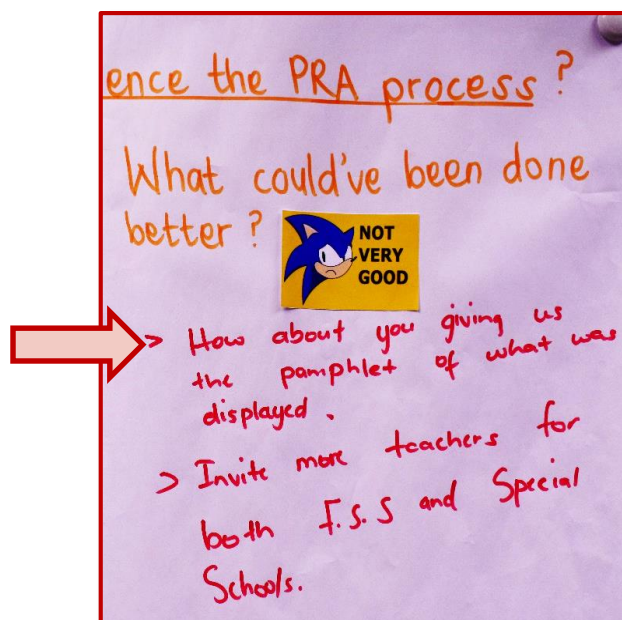 ence the PRA process ?
What could've been done
better ?
NOT
VERY
GOOD
> How about you giving us
the pamphlet of what was
displayed .
> Invite more teachers for
both F.S.S and Special
Schools.